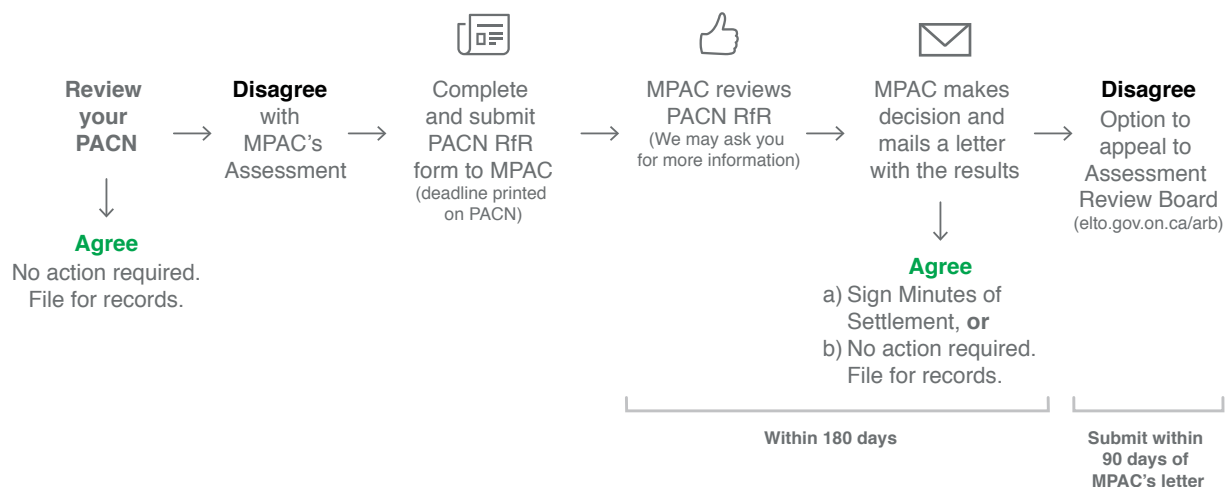 Review
your
PACN
Agree
No action required.
File for records.
Disagree
with
MPAC's
Assessment
Complete
and submit
PACN RfR
form to MPAC
(deadline printed
on PACN)
MPAC reviews
PACN RfR
(We may ask you
for more information)
MPAC makes
decision and
mails a letter
with the results
Agree
a) Sign Minutes of
Settlement, or
b) No action required.
File for records.
Disagree
Option to
appeal to
Assessment
Review Board
(elto.gov.on.ca/arb)
Within 180 days
Submit within
90 days of
MPAC's letter